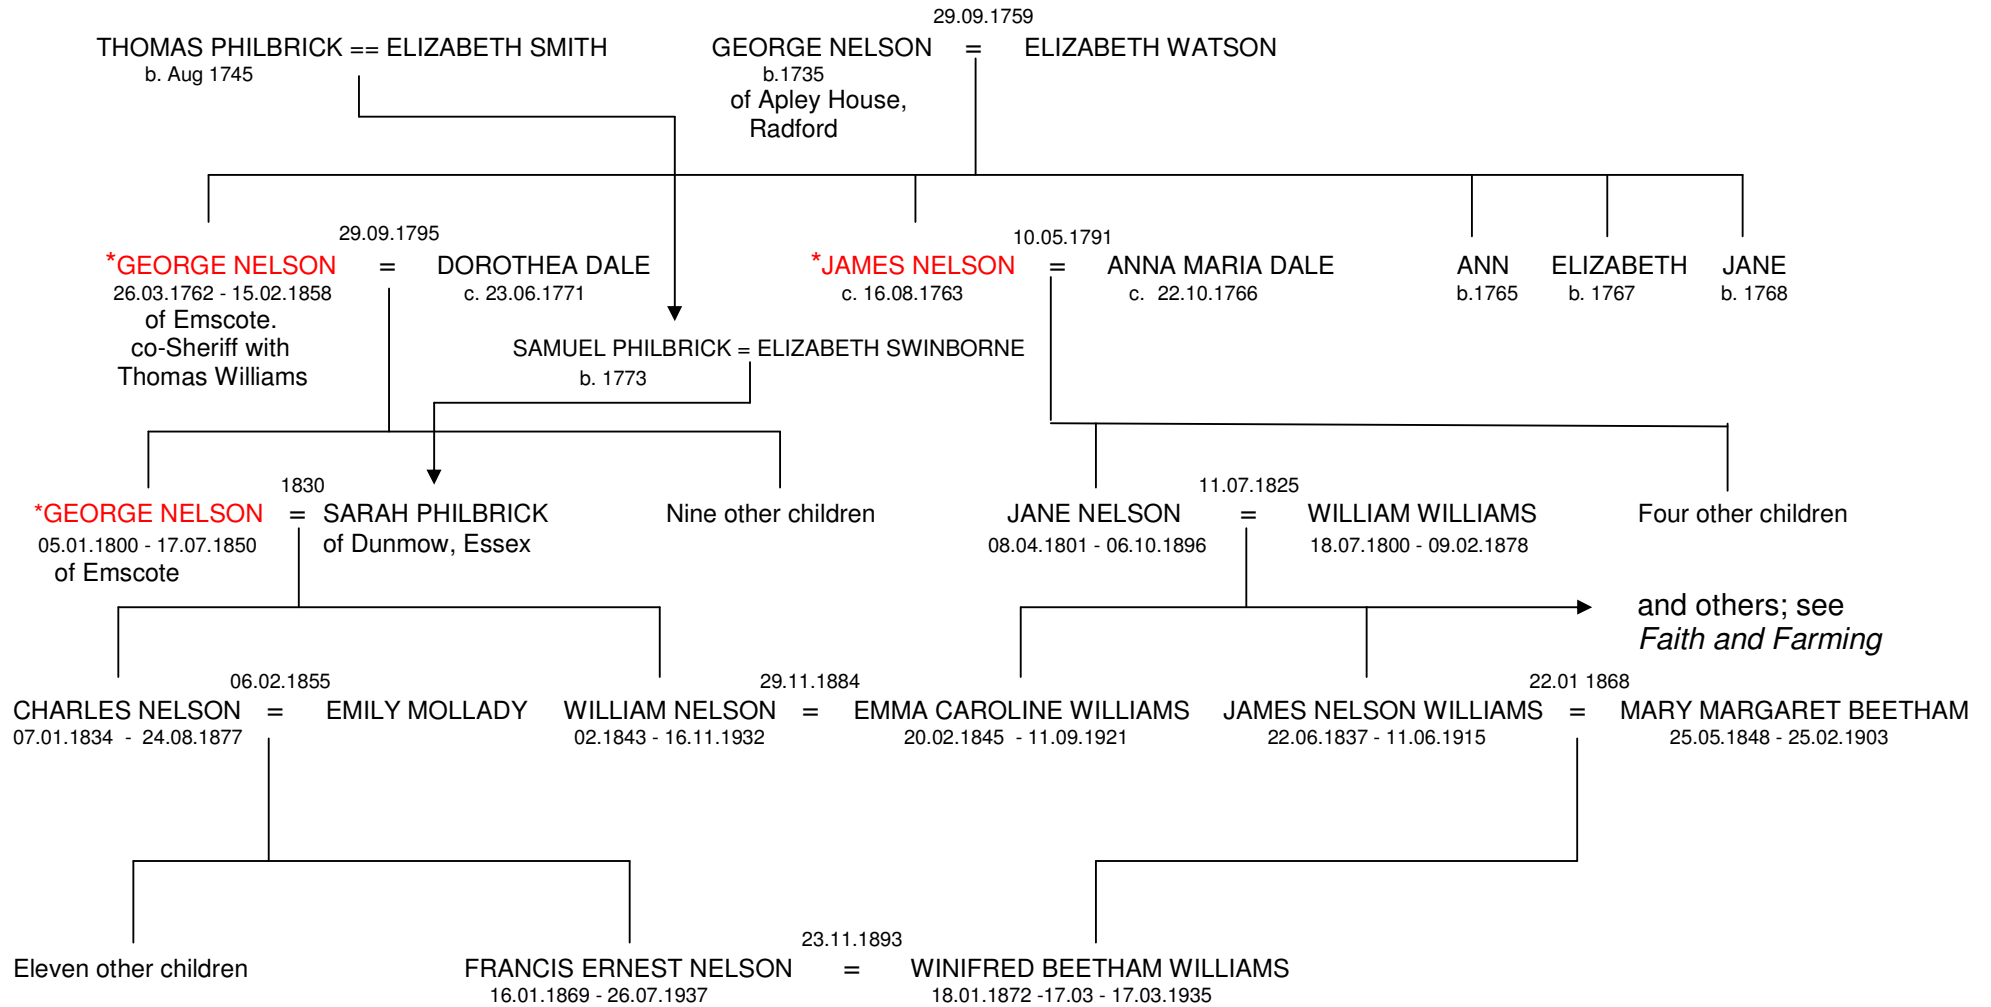 29.09.1759
THOMAS PHILBRICK == ELIZABETH SMITH
GEORGE NELSON = ELIZABETH WATSON
b. Aug 1745
b.1735
of Apley House,
Radford
29.09.1795
10.05.1791
*GEORGE NELSON = DOROTHEA DALE
*JAMES NELSON = ANNA MARIA DALE
ANN
ELIZABETH
JANE
26.03.1762 - 15.02.1858
c. 23.06.1771
c. 16.08.1763
c. 22.10.1766
b.1765
b. 1767
b. 1768
of Emscote.
co-Sheriff with
Thomas Williams
SAMUEL PHILBRICK = ELIZABETH SWINBORNE
b. 1773
1830
11.07.1825
*GEORGE NELSON = SARAH PHILBRICK
Nine other children
JANE NELSON = WILLIAM WILLIAMS
Four other children
05.01.1800 - 17.07.1850
of Dunmow, Essex
08.04.1801 - 06.10.1896
18.07.1800 - 09.02.1878
of Emscote
and others; see
Faith and Farming
06.02.1855
29.11.1884
22.01 1868
CHARLES NELSON = EMILY MOLLADY
WILLIAM NELSON = EMMA CAROLINE WILLIAMS
JAMES NELSON WILLIAMS = MARY MARGARET BEETHAM
07.01.1834 - 24.08.1877
02.1843 - 16.11.1932
20.02.1845 - 11.09.1921
22.06.1837 - 11.06.1915
25.05.1848 - 25.02.1903
23.11.1893
Eleven other children
FRANCIS ERNEST NELSON = WINIFRED BEETHAM WILLIAMS
16.01.1869 - 26.07.1937
18.01.1872 -17.03 - 17.03.1935